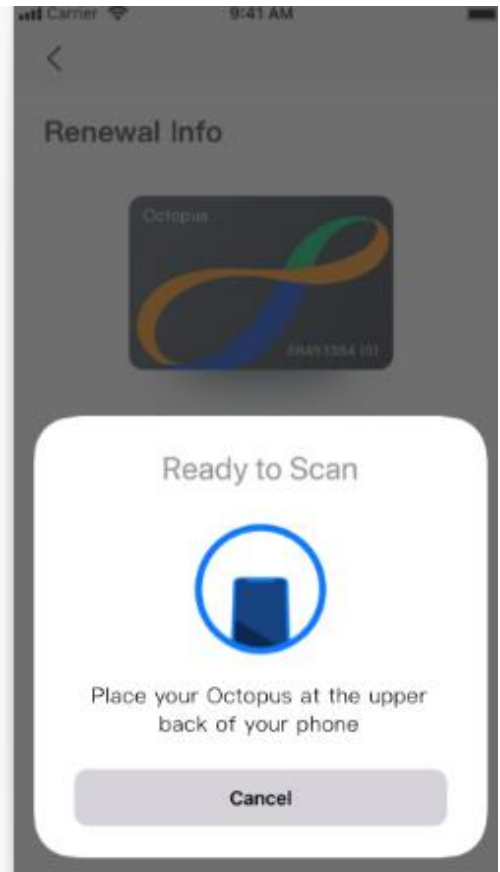 Carrier 9:41 AM
Renewal Info
Octopus
Ready to Scan
Place your Octopus at the upper
back of your phone
Cancel